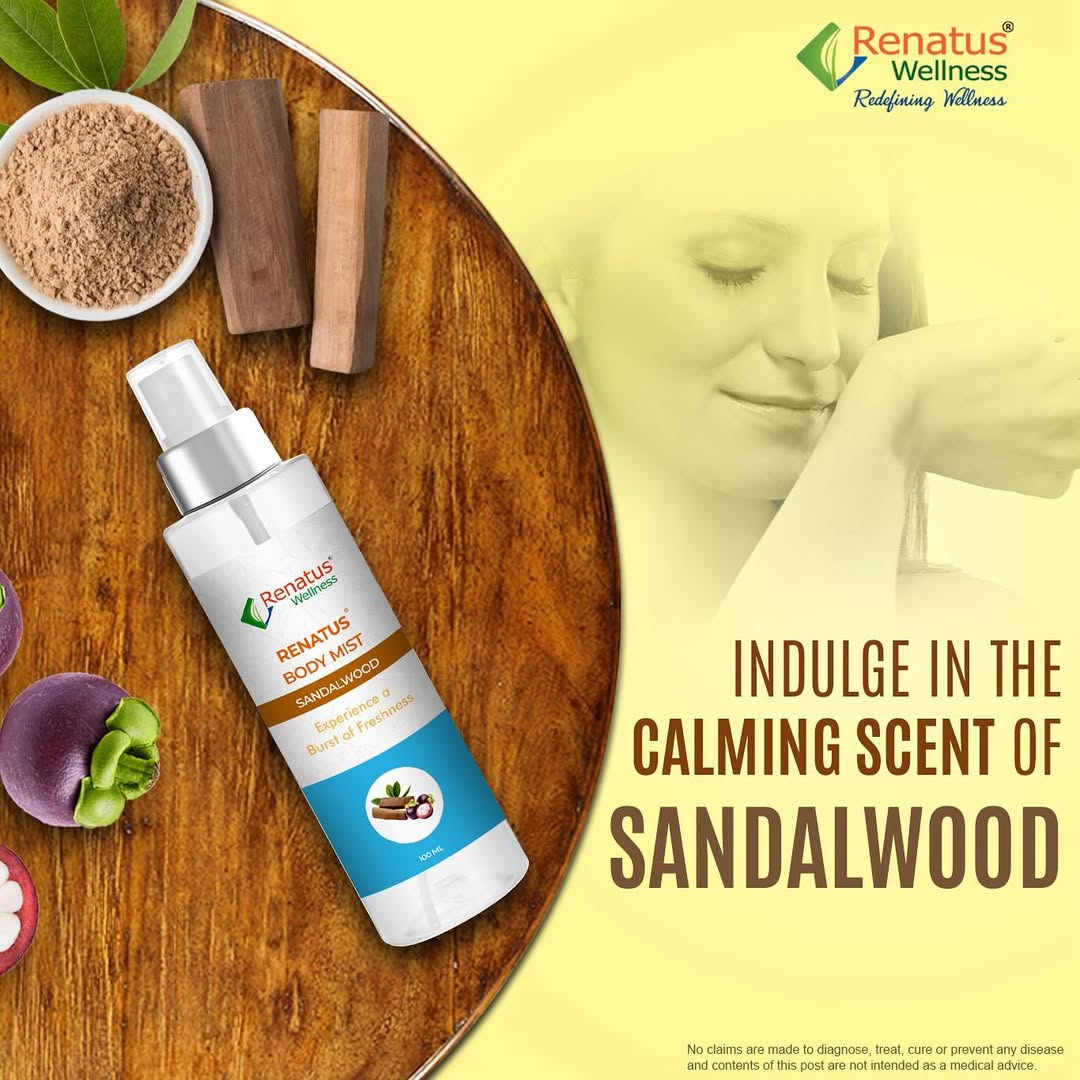 Renatus®
Wellness
Redefining Wellness
Renatus®
Wellness
RENATUS®
BODY MIST
SANDALWOOD
Experience a
Burst of Freshness
100 ML
INDULGE IN THE
CALMING SCENT OF
SANDALWOOD
No claims are made to diagnose, treat, cure or prevent any disease
and contents of this post are not intended as a medical advice.